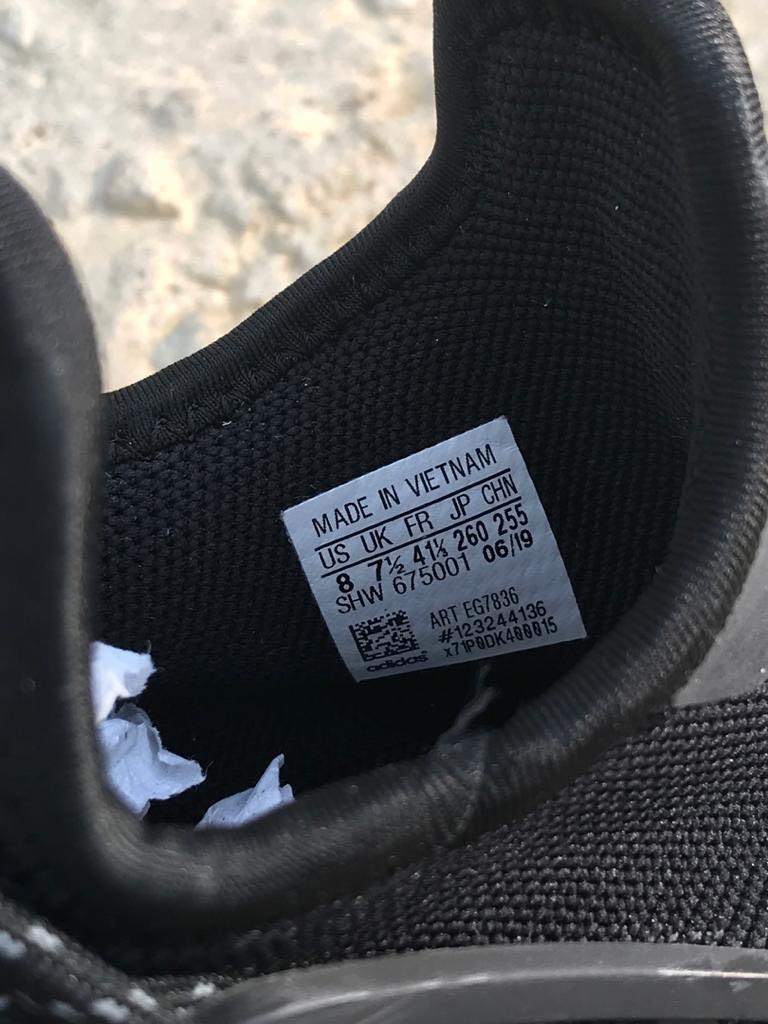 MADE IN VIETNAM
US UK FR JP CHN
8 7½ 41⅓ 260 255
SHW 675001 06/19
ART EG7836
#123244136
x71P0DK400015
adidas